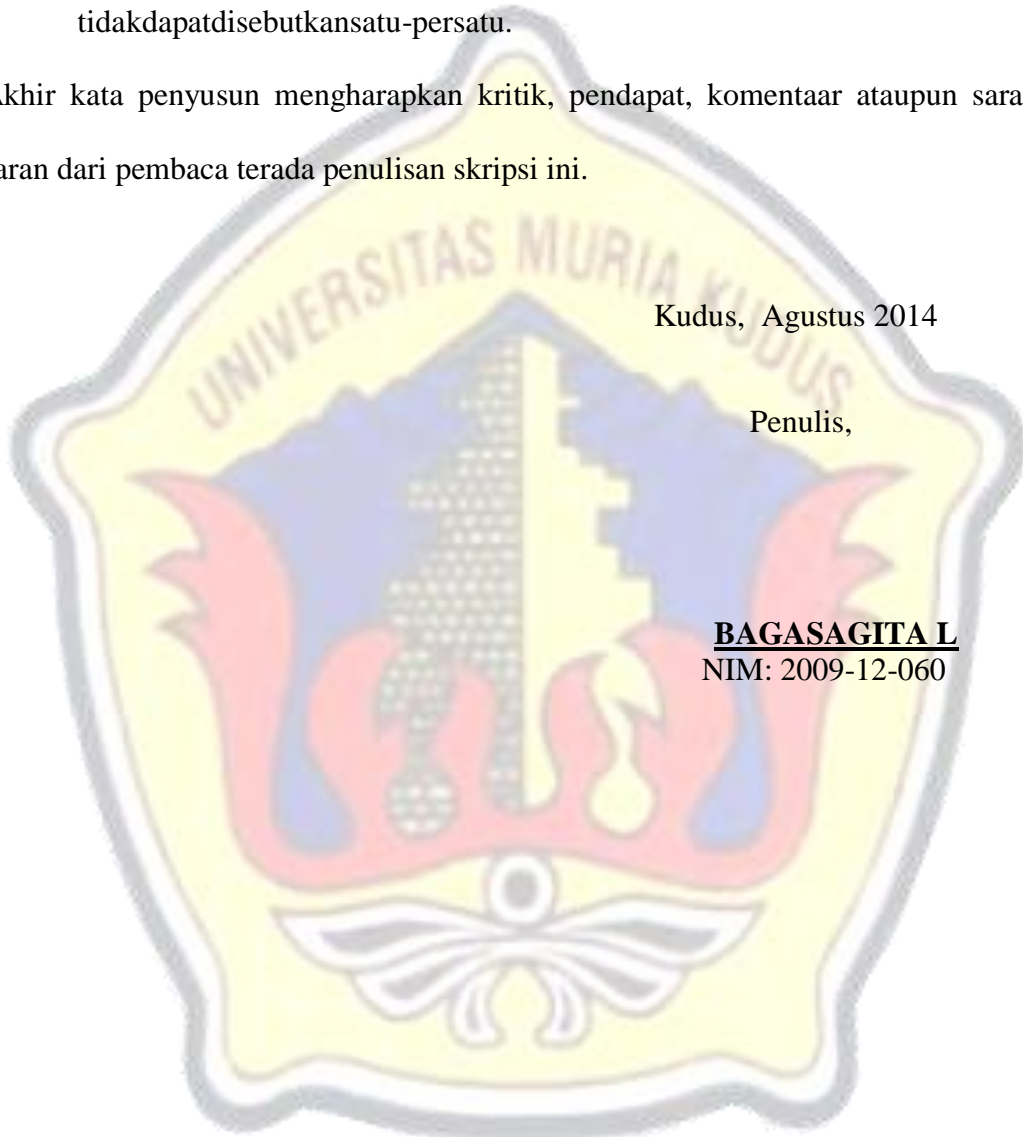 tidakdapatdisebutkansatu-persatu.
Akhir kata penyusun mengharapkan kritik, pendapat, komentaar ataupun sara
aran dari pembaca terada penulisan skripsi ini.
UNIVERSITAS MURIA KUDUS
Kudus, Agustus 2014
Penulis,
BAGASAGITA L
NIM: 2009-12-060